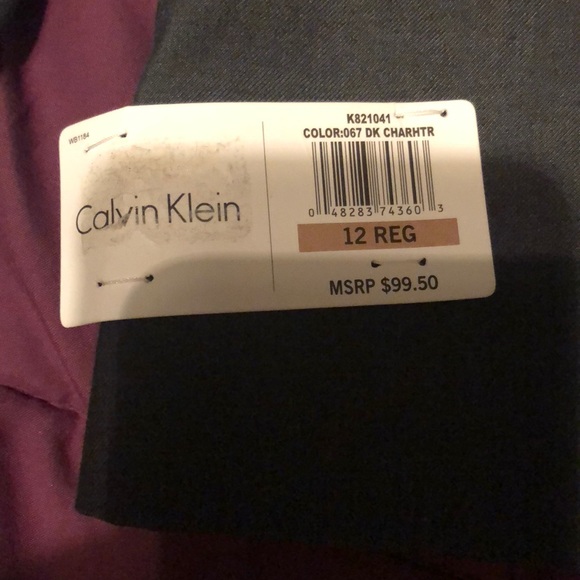 WB1184
Calvin Klein
K821041
COLOR:067 DK CHARHTR
0 48283 74360 3
12 REG
MSRP $99.50